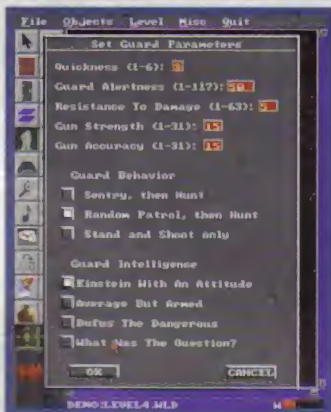 File Objects Level Misc Quit
Set Guard Parameters
Quickness (1-6):
Guard Alertness (1-117):
Resistance To Damage (1-63):
Gun Strength (1-31): 15
Gun Accuracy (1-31): 15
Guard Behavior
Sentry, then Hunt
Random Patrol, then Hunt
Stand and Shoot only
Guard Intelligence
Einstein With An Attitude
Average But Armed
Dufus The Dangerous
What Was The Question?
OK CANCEL
DEMO:LEVEL4.WLD